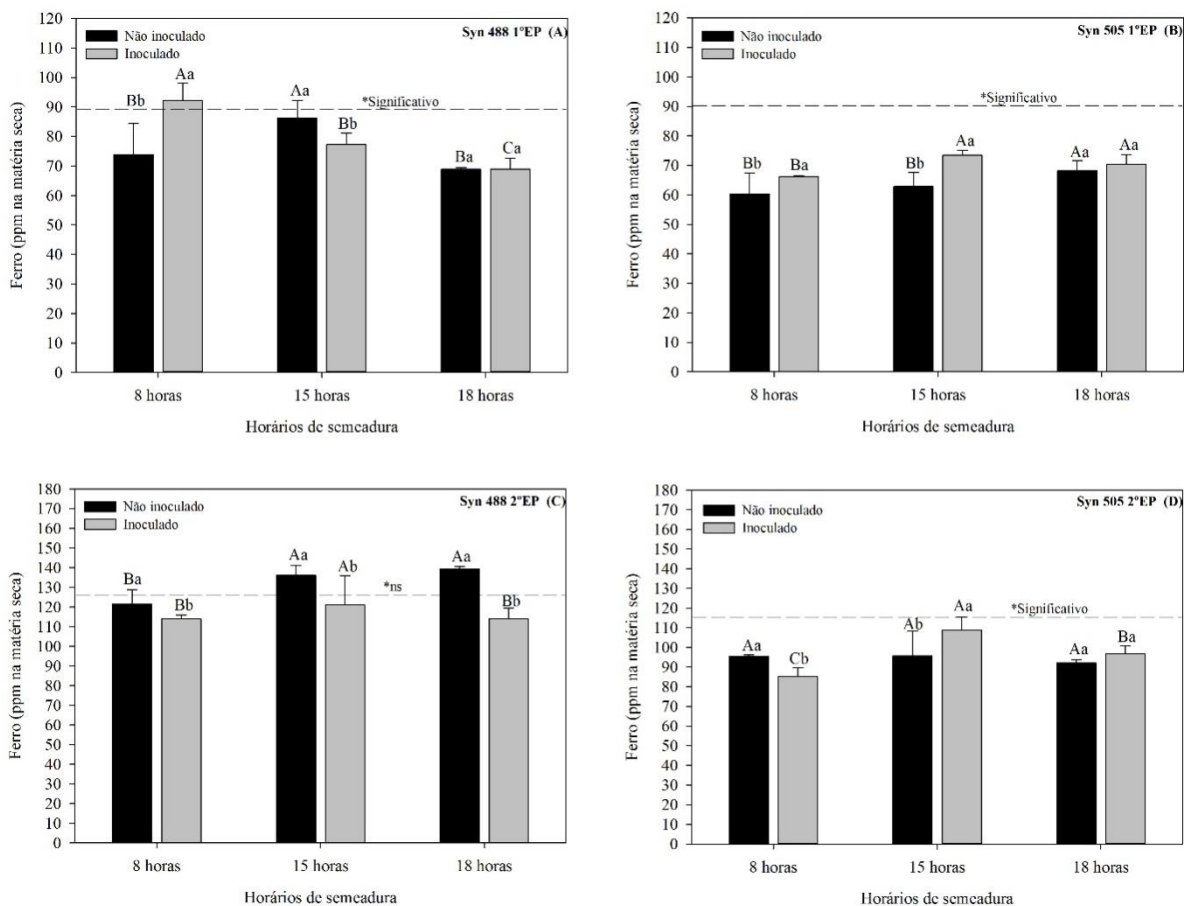 Syn 488 1ºEP (A)
Não inoculado
Inoculado
*Significativo
Bb
Aa
Aa
Bb
Ba
Ca
Ferro (ppm na matéria seca)
120
110
100
90
80
70
60
50
40
30
20
10
0
8 horas
15 horas
18 horas
Horários de semeadura
Syn 505 1ºEP (B)
Não inoculado
Inoculado
*Significativo
Bb
Ba
Bb
Aa
Aa
Aa
Ferro (ppm na matéria seca)
120
110
100
90
80
70
60
50
40
30
20
10
0
8 horas
15 horas
18 horas
Horários de semeadura
Syn 488 2ºEP (C)
Não inoculado
Inoculado
*ns
Ba
Bb
Aa
Ab
Aa
Bb
Ferro (ppm na matéria seca)
180
170
160
150
140
130
120
110
100
90
80
70
60
50
40
30
20
10
0
8 horas
15 horas
18 horas
Horários de semeadura
Syn 505 2ºEP (D)
Não inoculado
Inoculado
*Significativo
Aa
Cb
Ab
Aa
Aa
Ba
Ferro (ppm na matéria seca)
180
170
160
150
140
130
120
110
100
90
80
70
60
50
40
30
20
10
0
8 horas
15 horas
18 horas
Horários de semeadura